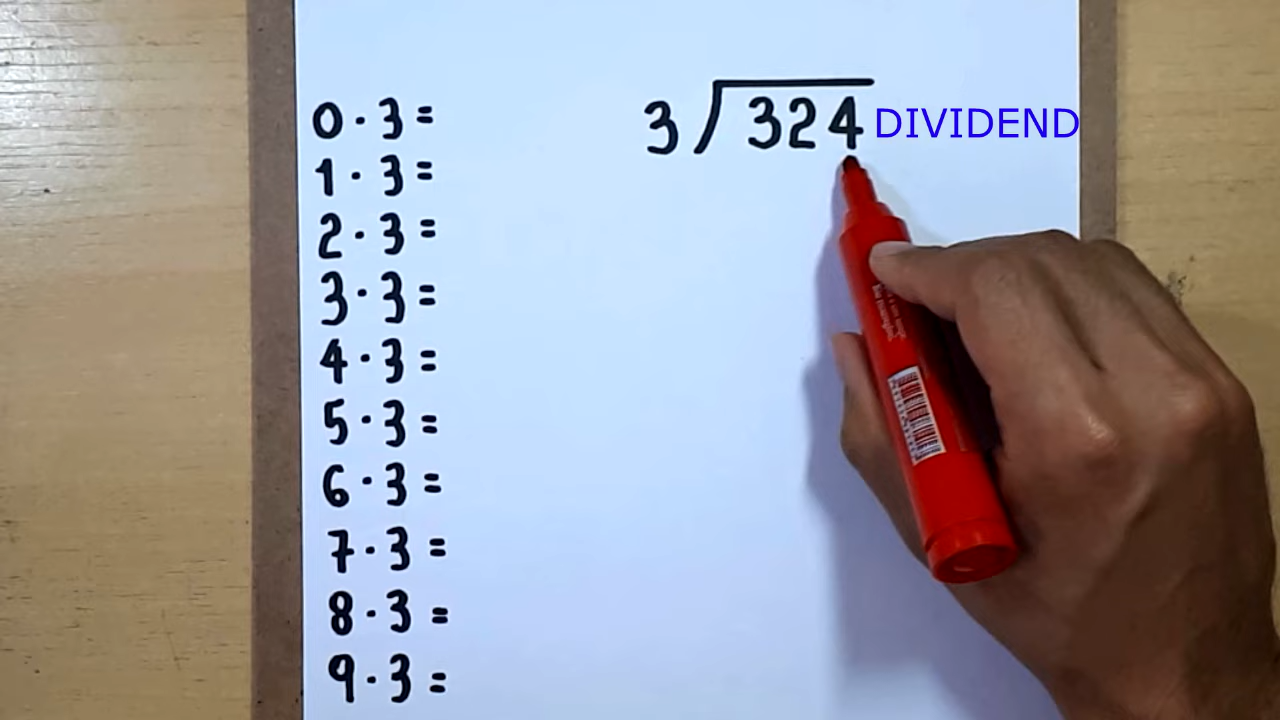 0 · 3 =
1 · 3 =
2 · 3 =
3 · 3 =
4 · 3 =
5 · 3 =
6 · 3 =
7 · 3 =
8 · 3 =
9 · 3 =
3 324 DIVIDEND